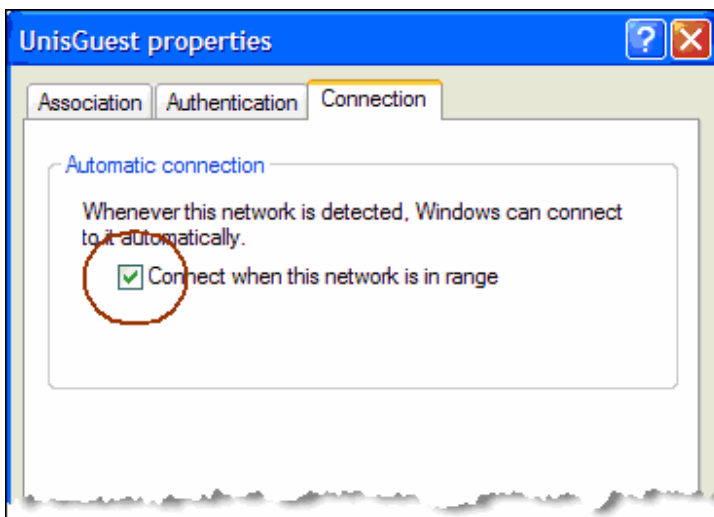 UnisGuest properties
Association Authentication Connection
Automatic connection
Whenever this network is detected, Windows can connect
to it automatically.
Connect when this network is in range